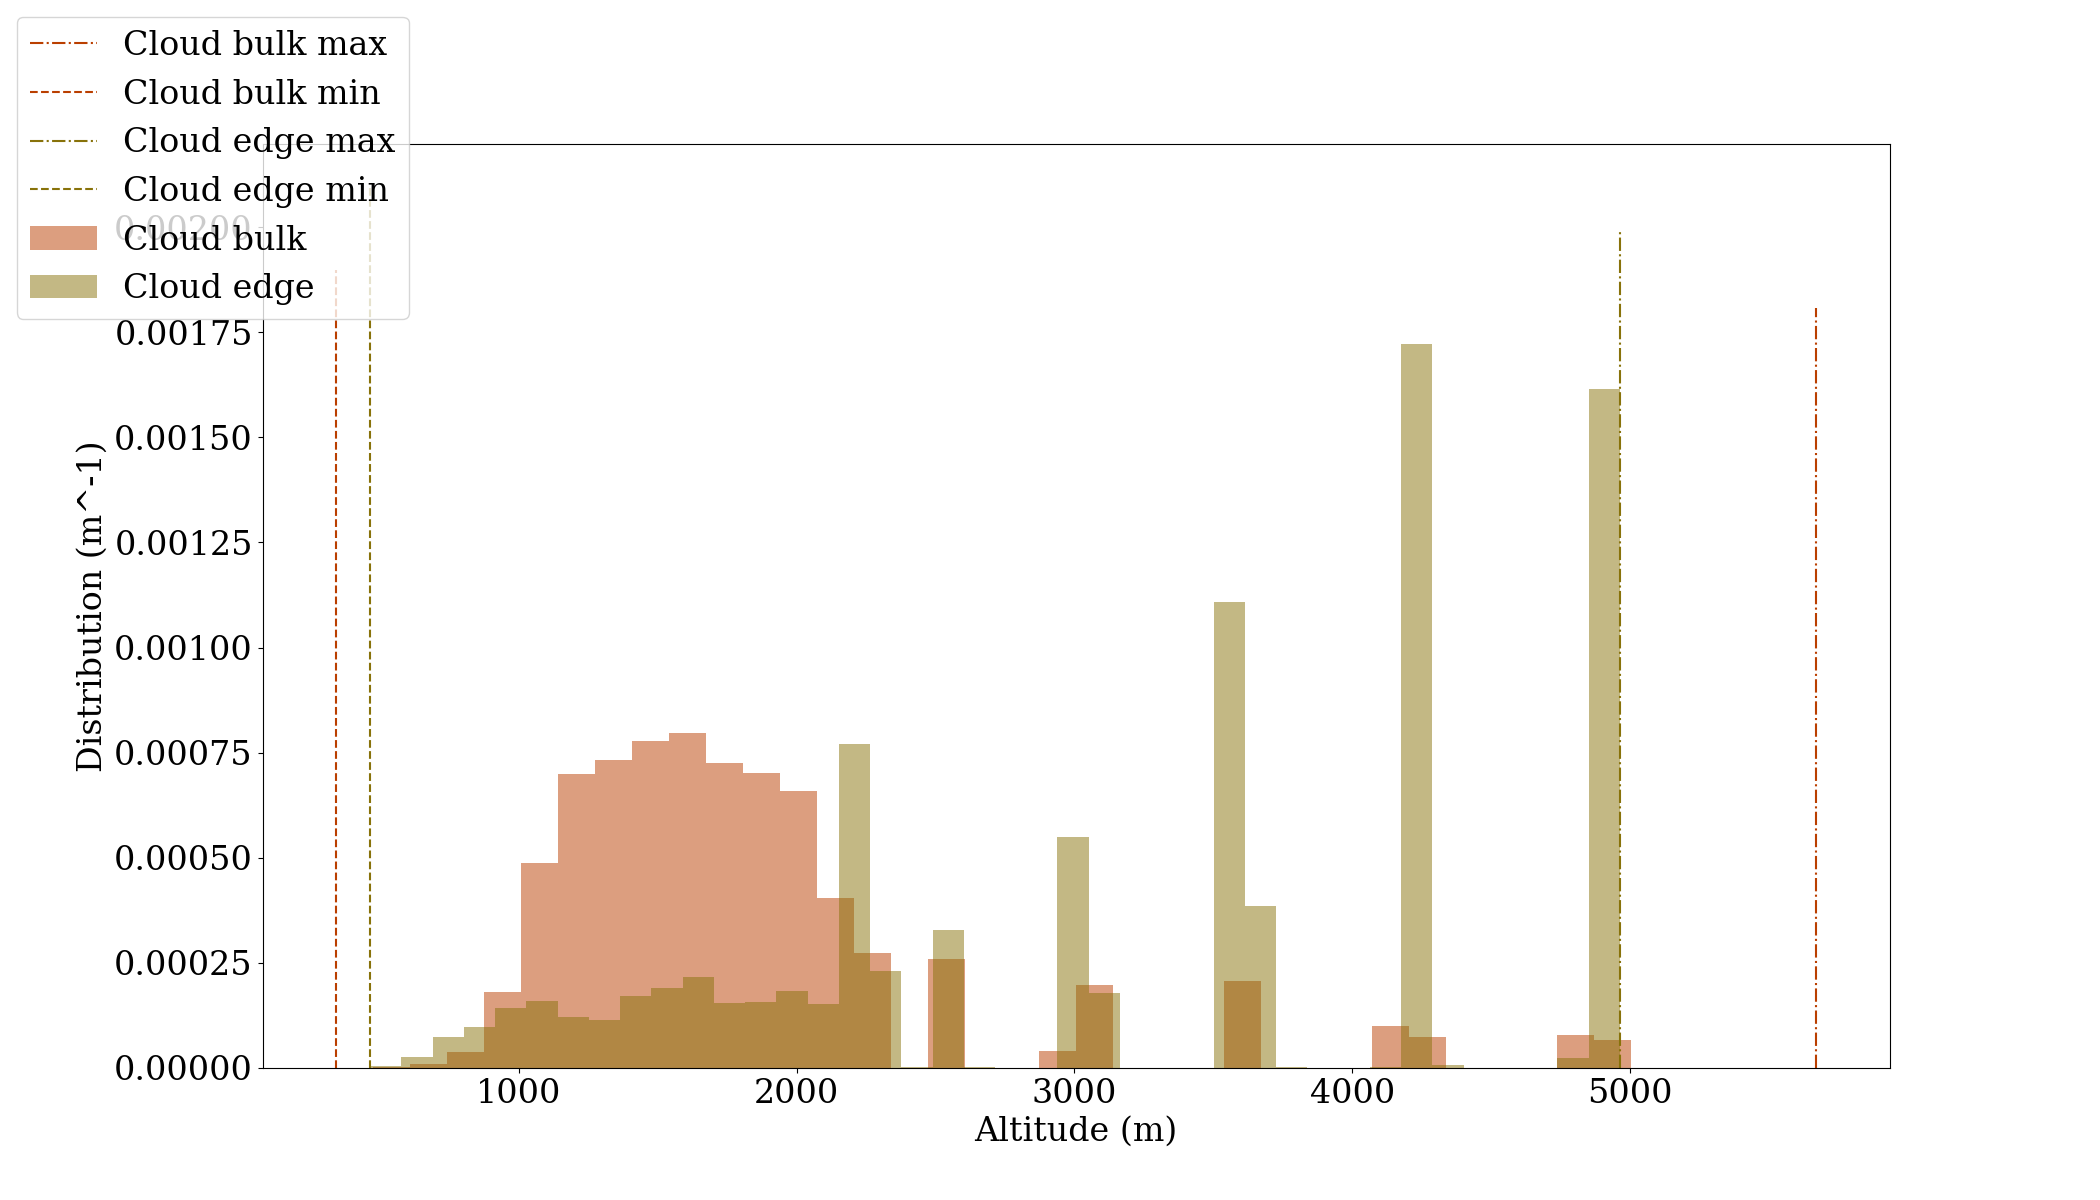 Cloud bulk max
Cloud bulk min
Cloud edge max
Cloud edge min
Cloud bulk
Cloud edge
0.00200
0.00175
0.00150
0.00125
0.00100
0.00075
0.00050
0.00025
0.00000
Distribution (m^-1)
1000 2000 3000 4000 5000
Altitude (m)